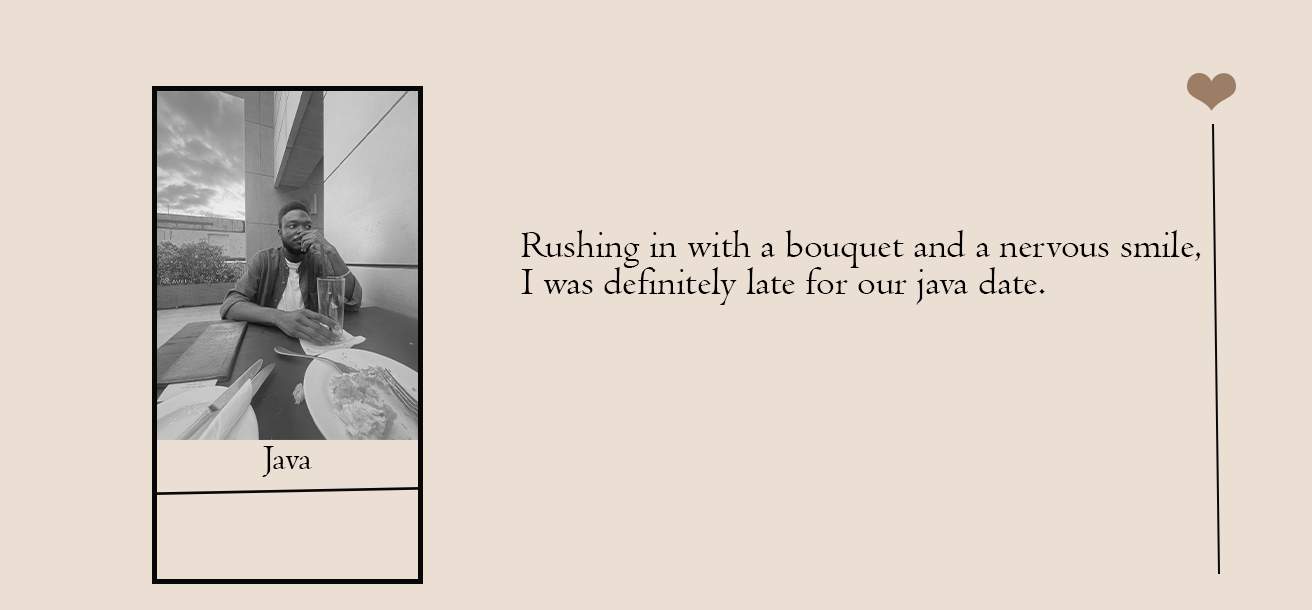 Rushing in with a bouquet and a nervous smile,
I was definitely late for our java date.
Java